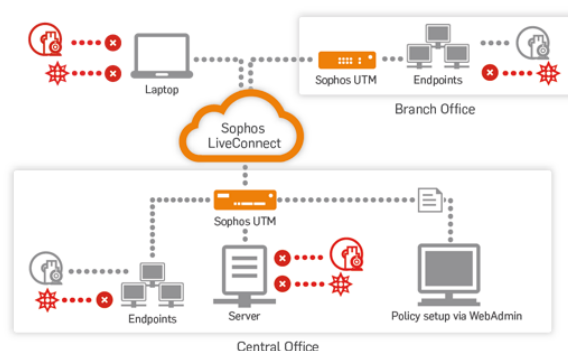 Laptop
Sophos UTM
Endpoints
Branch Office
Sophos
LiveConnect
Sophos UTM
Endpoints
Server
Policy setup via WebAdmin
Central Office